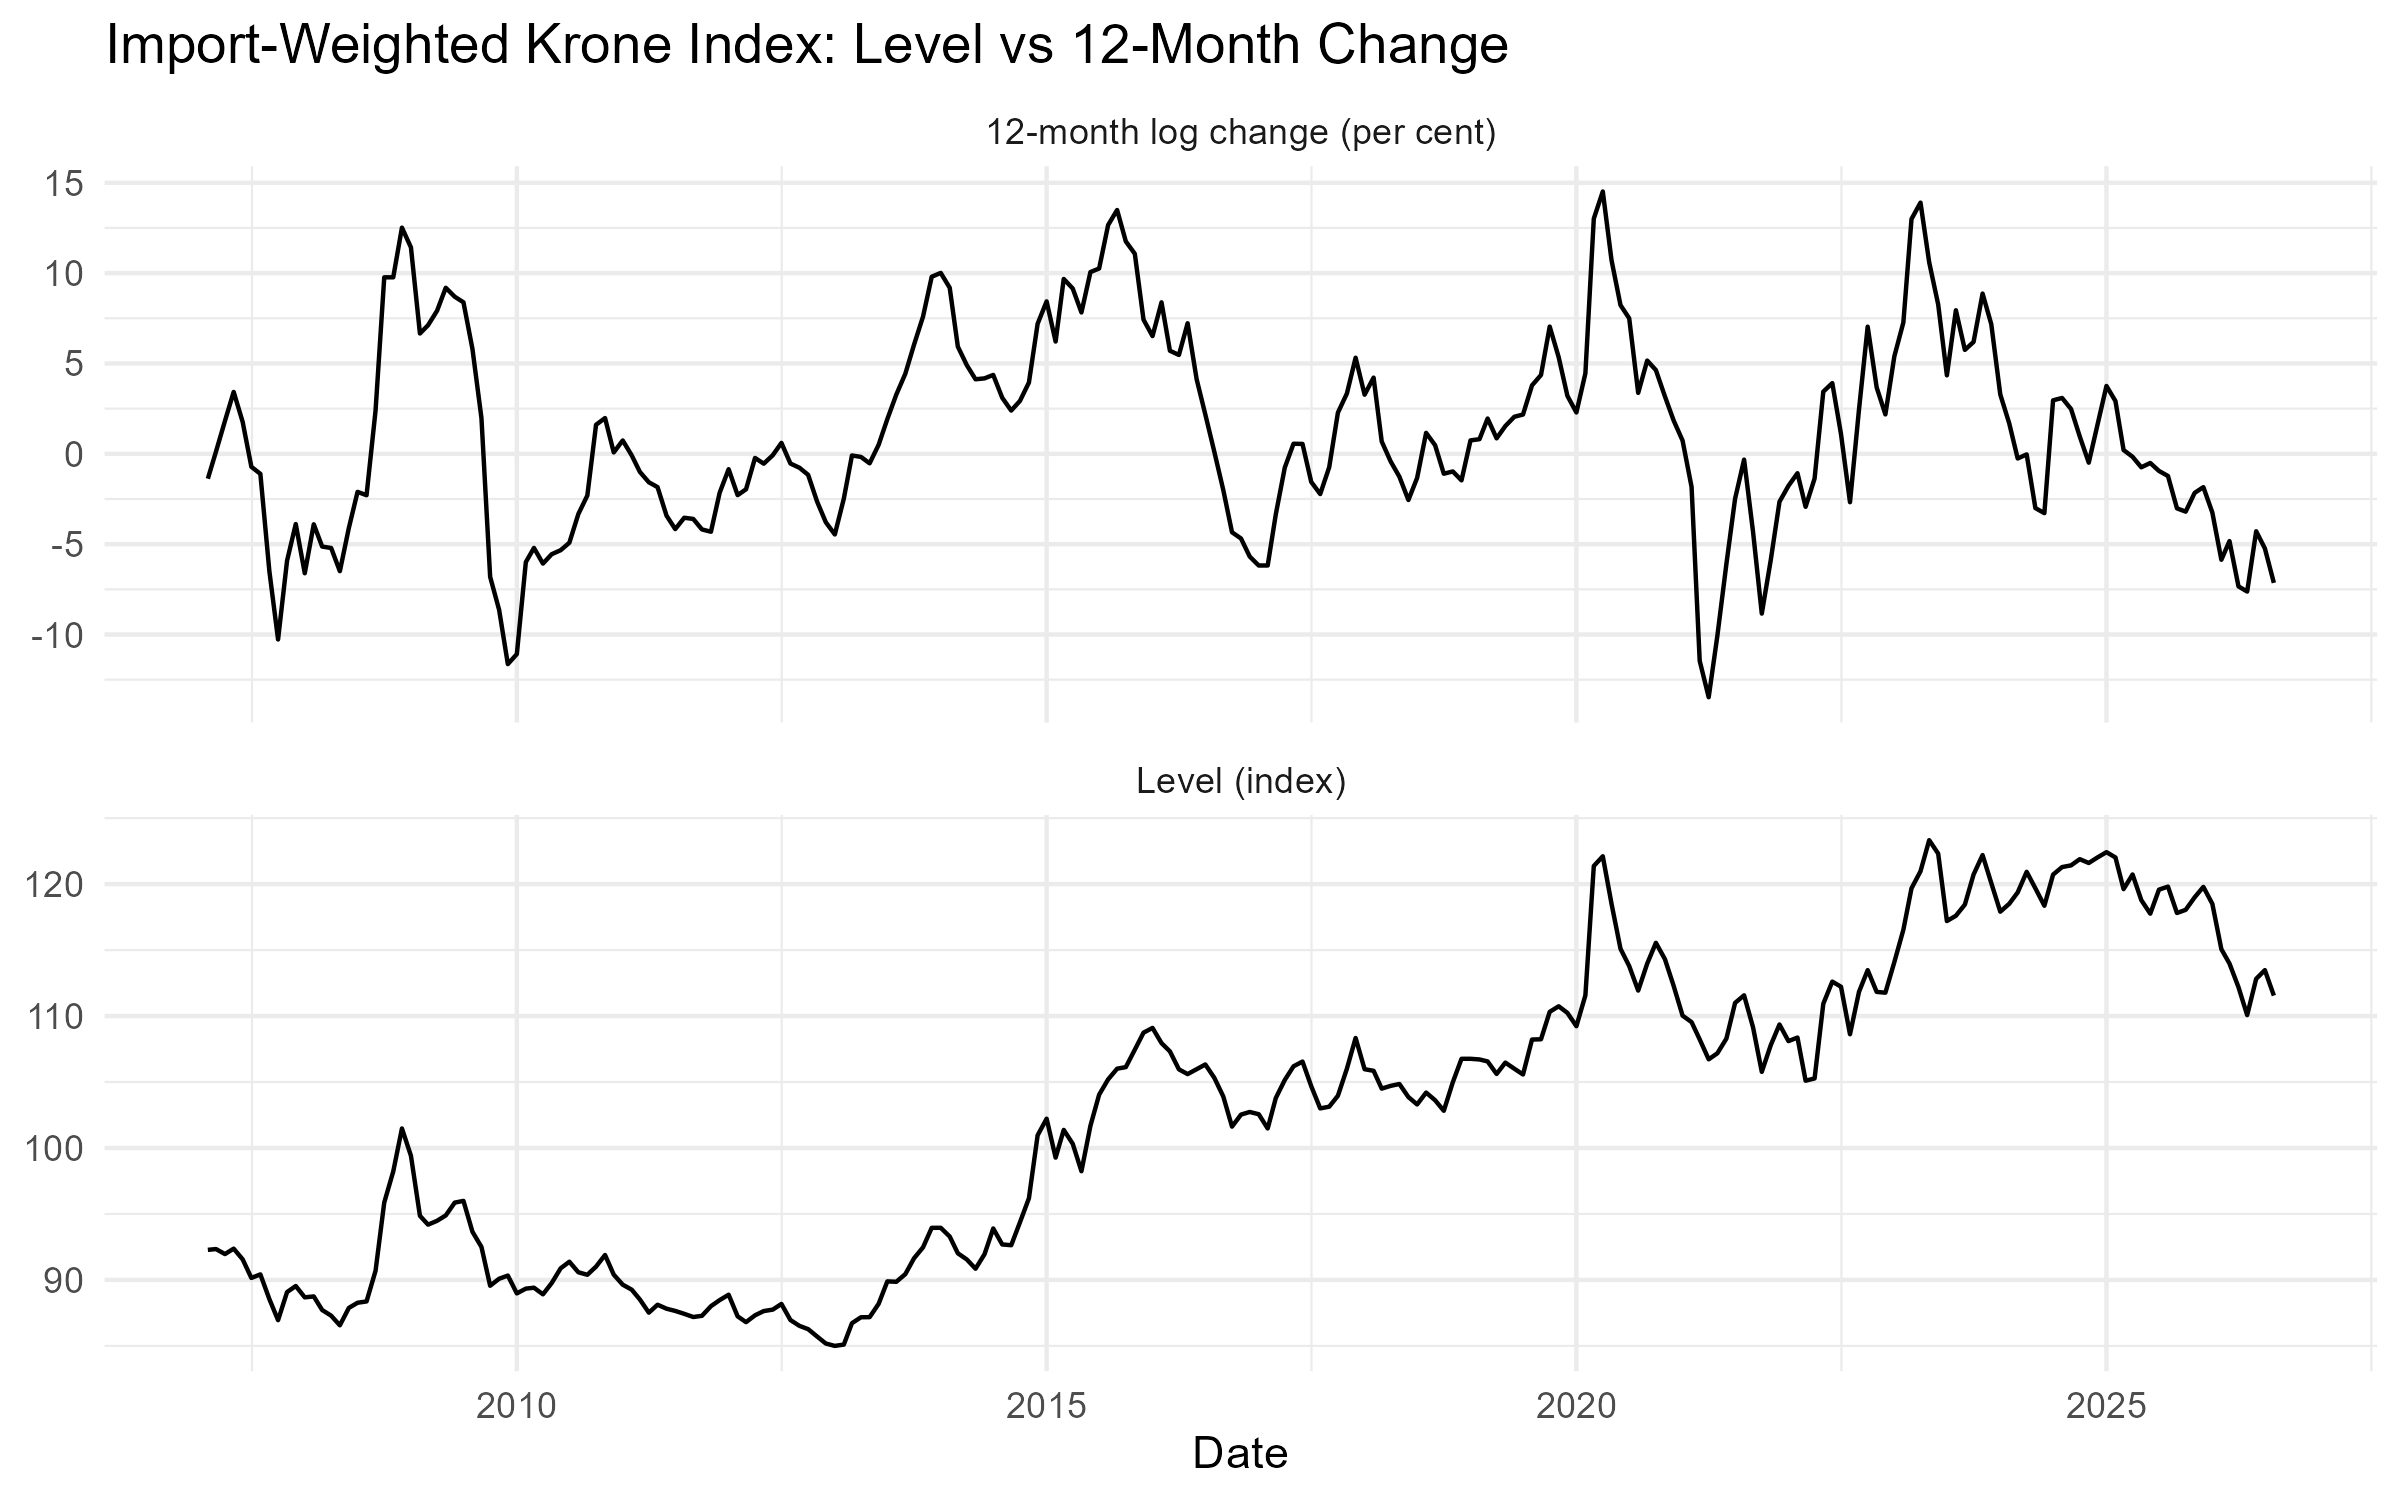 Import-Weighted Krone Index: Level vs 12-Month Change
12-month log change (per cent)
15
10
5
0
-5
-10
Level (index)
120
110
100
90
2010 2015 2020 2025
Date